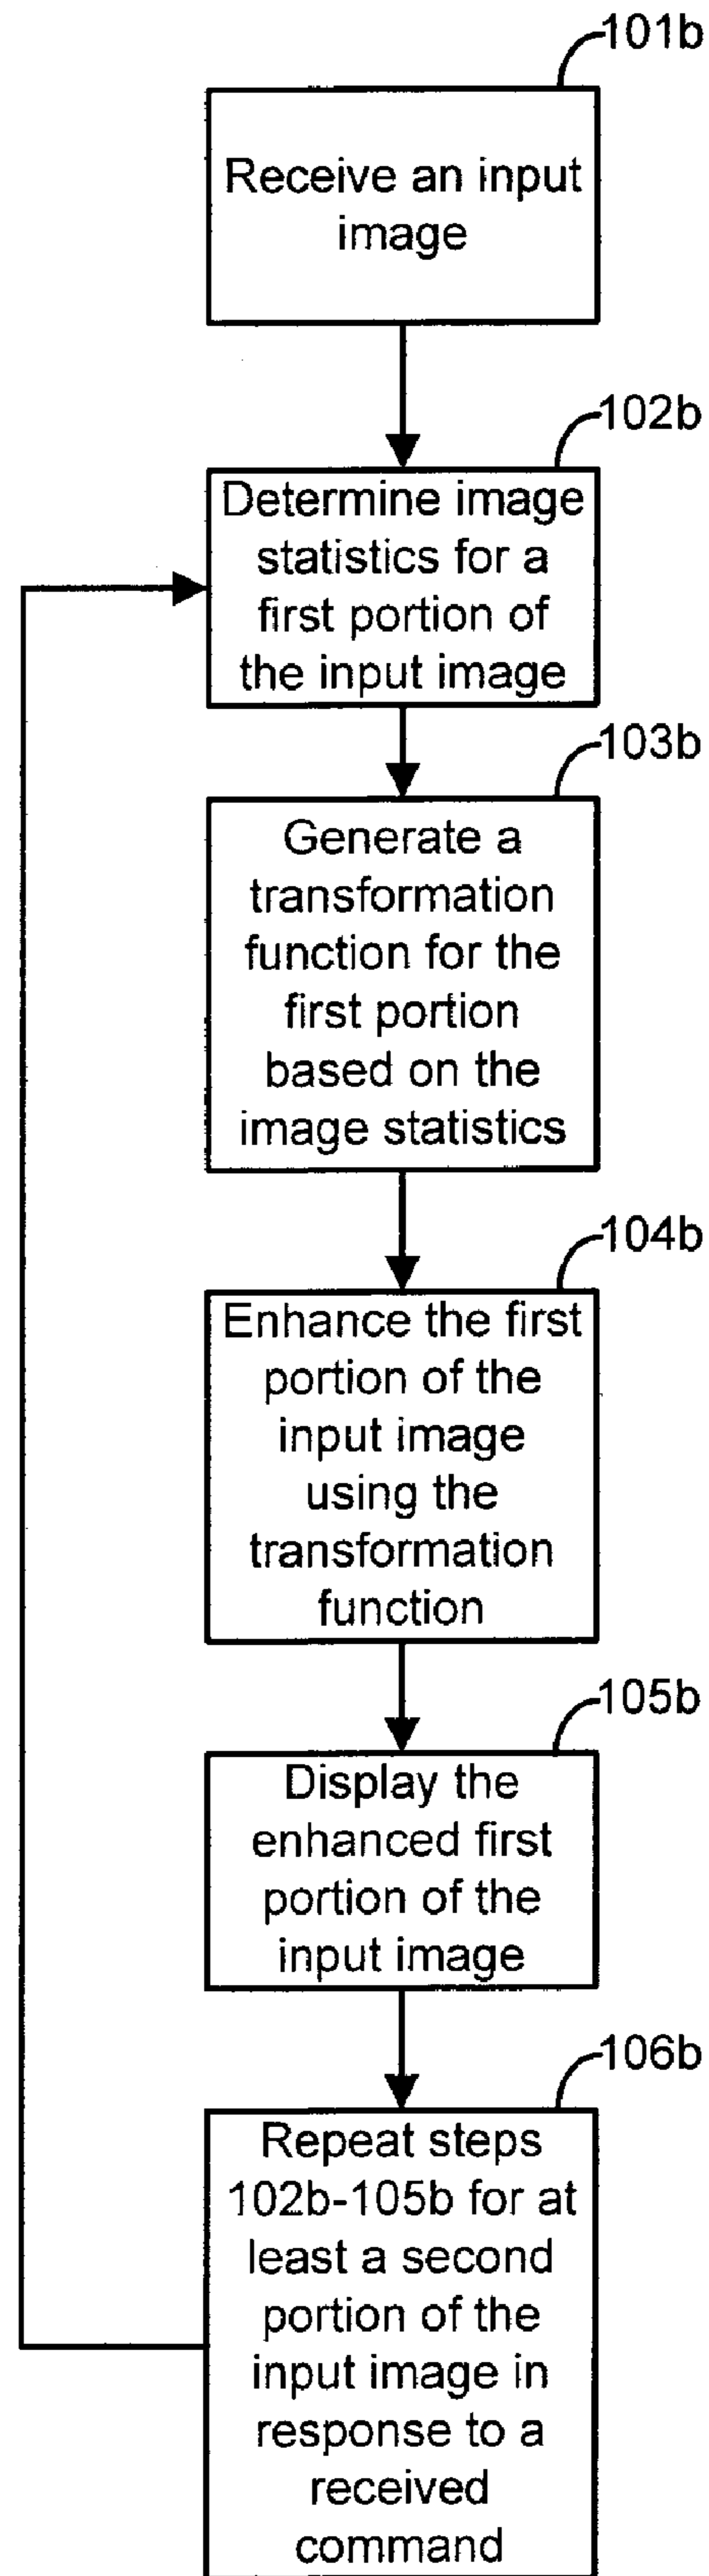 101b
Receive an input
image
102b
Determine image
statistics for a
first portion of
the input image
103b
Generate a
transformation
function for the
first portion
based on the
image statistics
104b
Enhance the first
portion of the
input image
using the
transformation
function
105b
Display the
enhanced first
portion of the
input image
106b
Repeat steps
102b-105b for at
least a second
portion of the
input image in
response to a
received
command